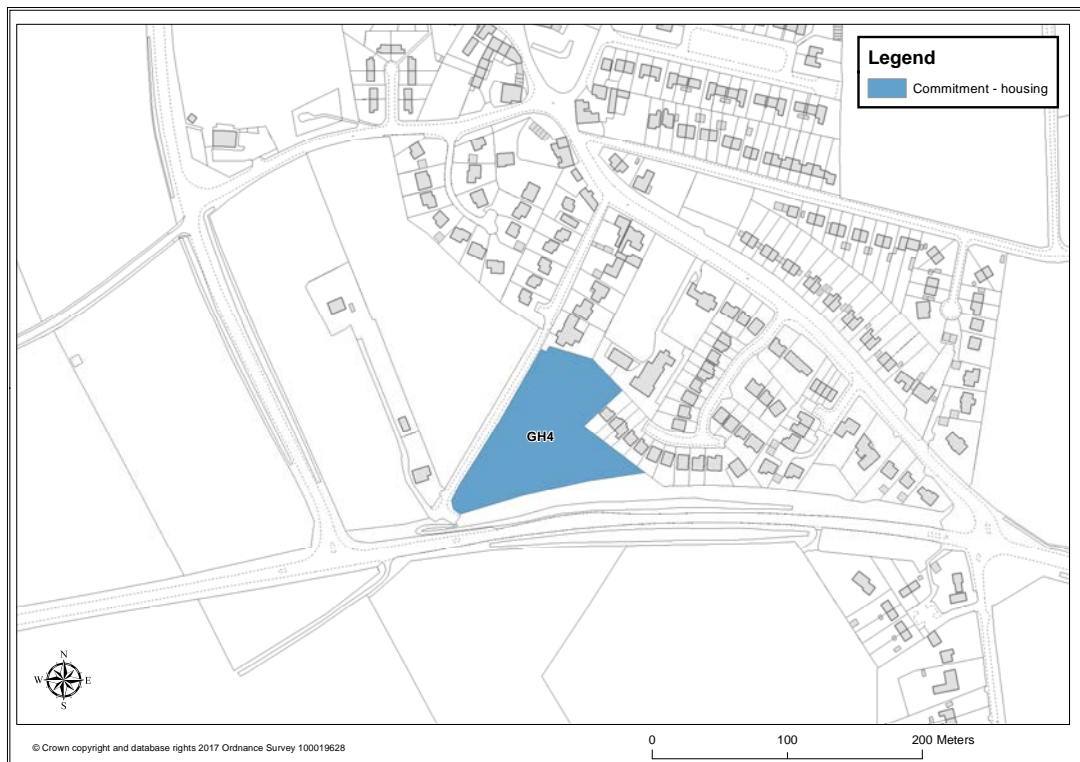 Legend
Commitment - housing
GH4
N
W E
S
© Crown copyright and database rights 2017 Ordnance Survey 100019628
0 100 200 Meters